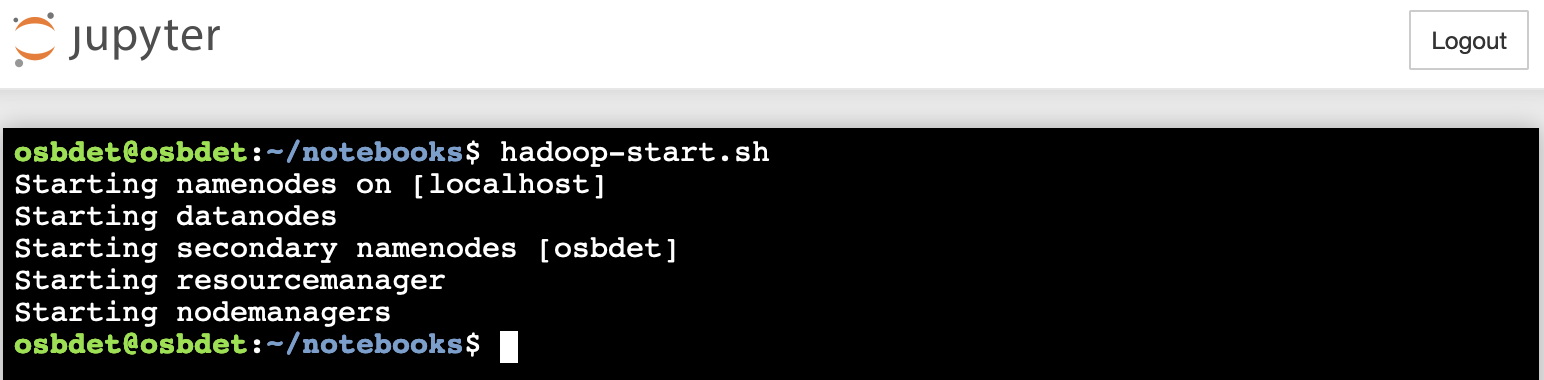 jupyter
Logout
osbdet@osbdet:~/notebooks$ hadoop-start.sh
Starting namenodes on [localhost]
Starting datanodes
Starting secondary namenodes [osbdet]
Starting resourcemanager
Starting nodemanagers
osbdet@osbdet:~/notebooks$